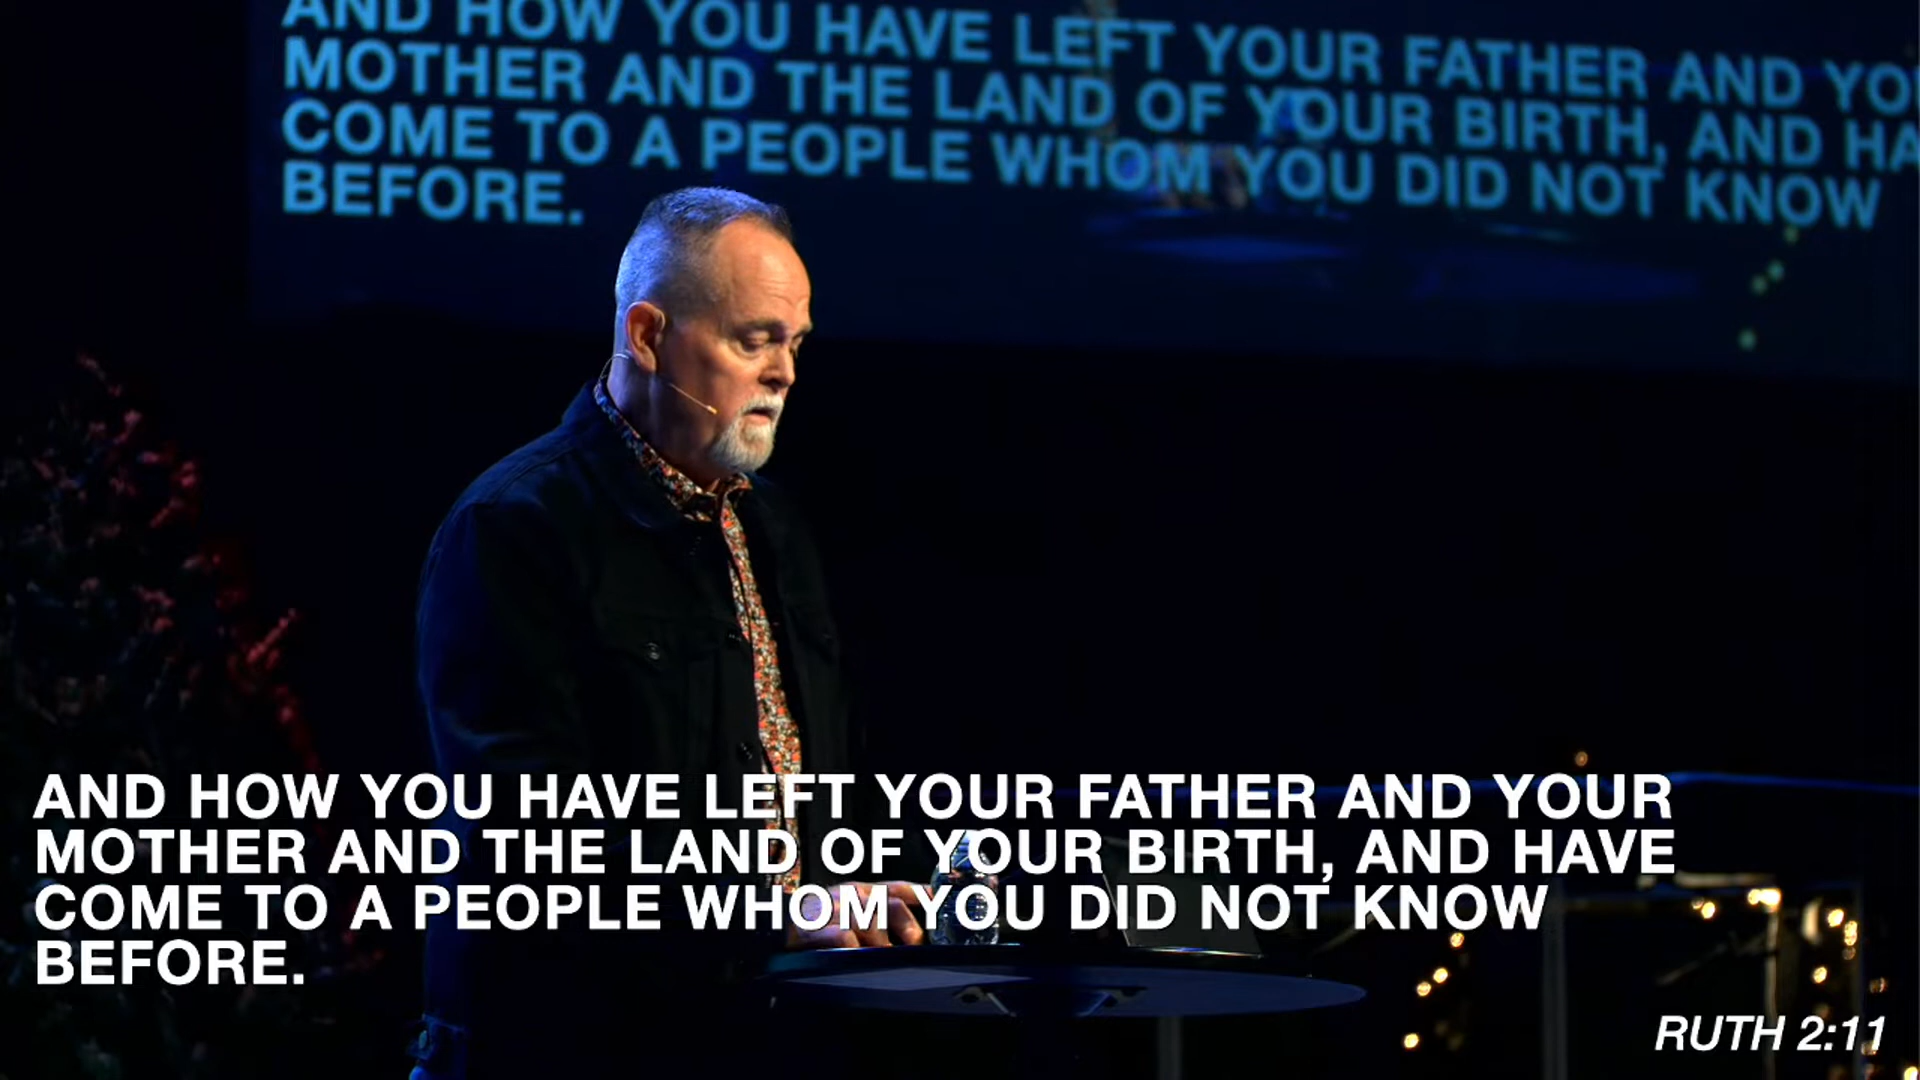 AND HOW YOU HAVE LEFT YOUR FATHER AND YO
MOTHER AND THE LAND OF YOUR BIRTH, AND HA
COME TO A PEOPLE WHOM YOU DID NOT KNOW
BEFORE.
AND HOW YOU HAVE LEFT YOUR FATHER AND YOUR
MOTHER AND THE LAND OF YOUR BIRTH, AND HAVE
COME TO A PEOPLE WHOM YOU DID NOT KNOW
BEFORE.
RUTH 2:11